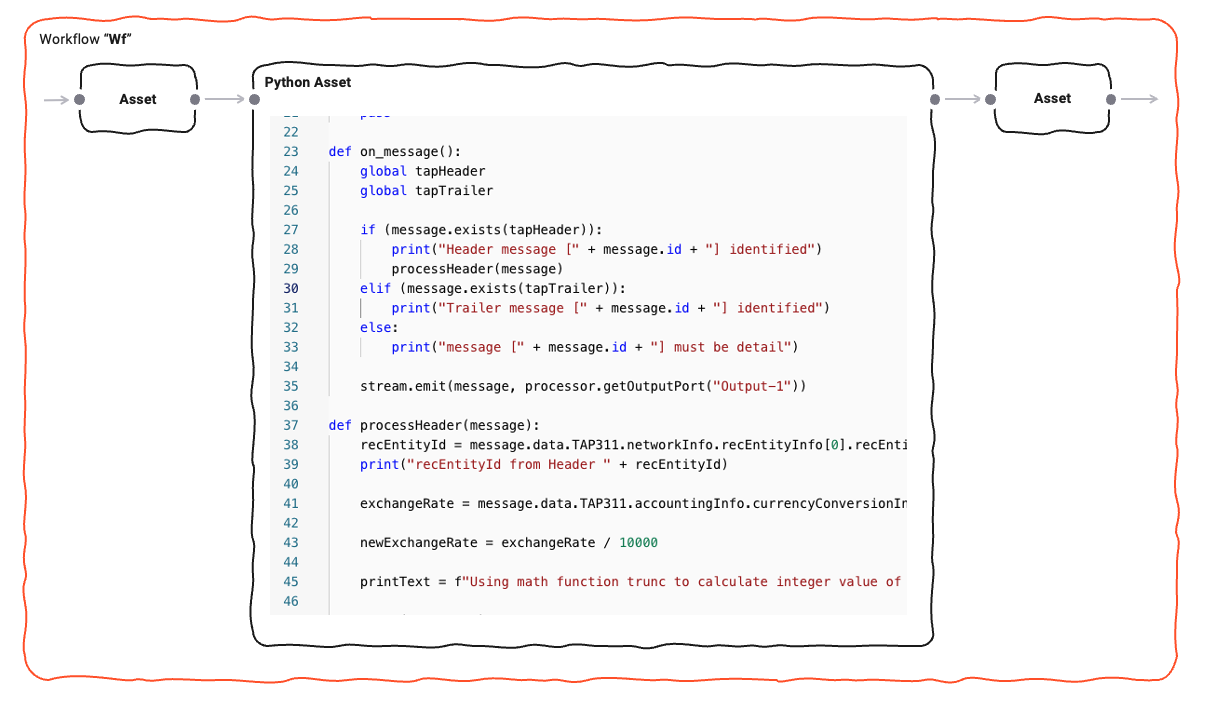 Workflow “Wf”
Asset
Python Asset
Asset
22
23 def on_message():
24     global tapHeader
25     global tapTrailer
26
27     if (message.exists(tapHeader)):
28         print("Header message [" + message.id + "] identified")
29         processHeader(message)
30     elif (message.exists(tapTrailer)):
31         print("Trailer message [" + message.id + "] identified")
32     else:
33         print("message [" + message.id + "] must be detail")
34
35     stream.emit(message, processor.getOutputPort("Output-1"))
36
37 def processHeader(message):
38     recEntityId = message.data.TAP311.networkInfo.recEntityInfo[0].recEnti
39     print("recEntityId from Header " + recEntityId)
40
41     exchangeRate = message.data.TAP311.accountingInfo.currencyConversionIn
42
43     newExchangeRate = exchangeRate / 10000
44
45     printText = f"Using math function trunc to calculate integer value of
46